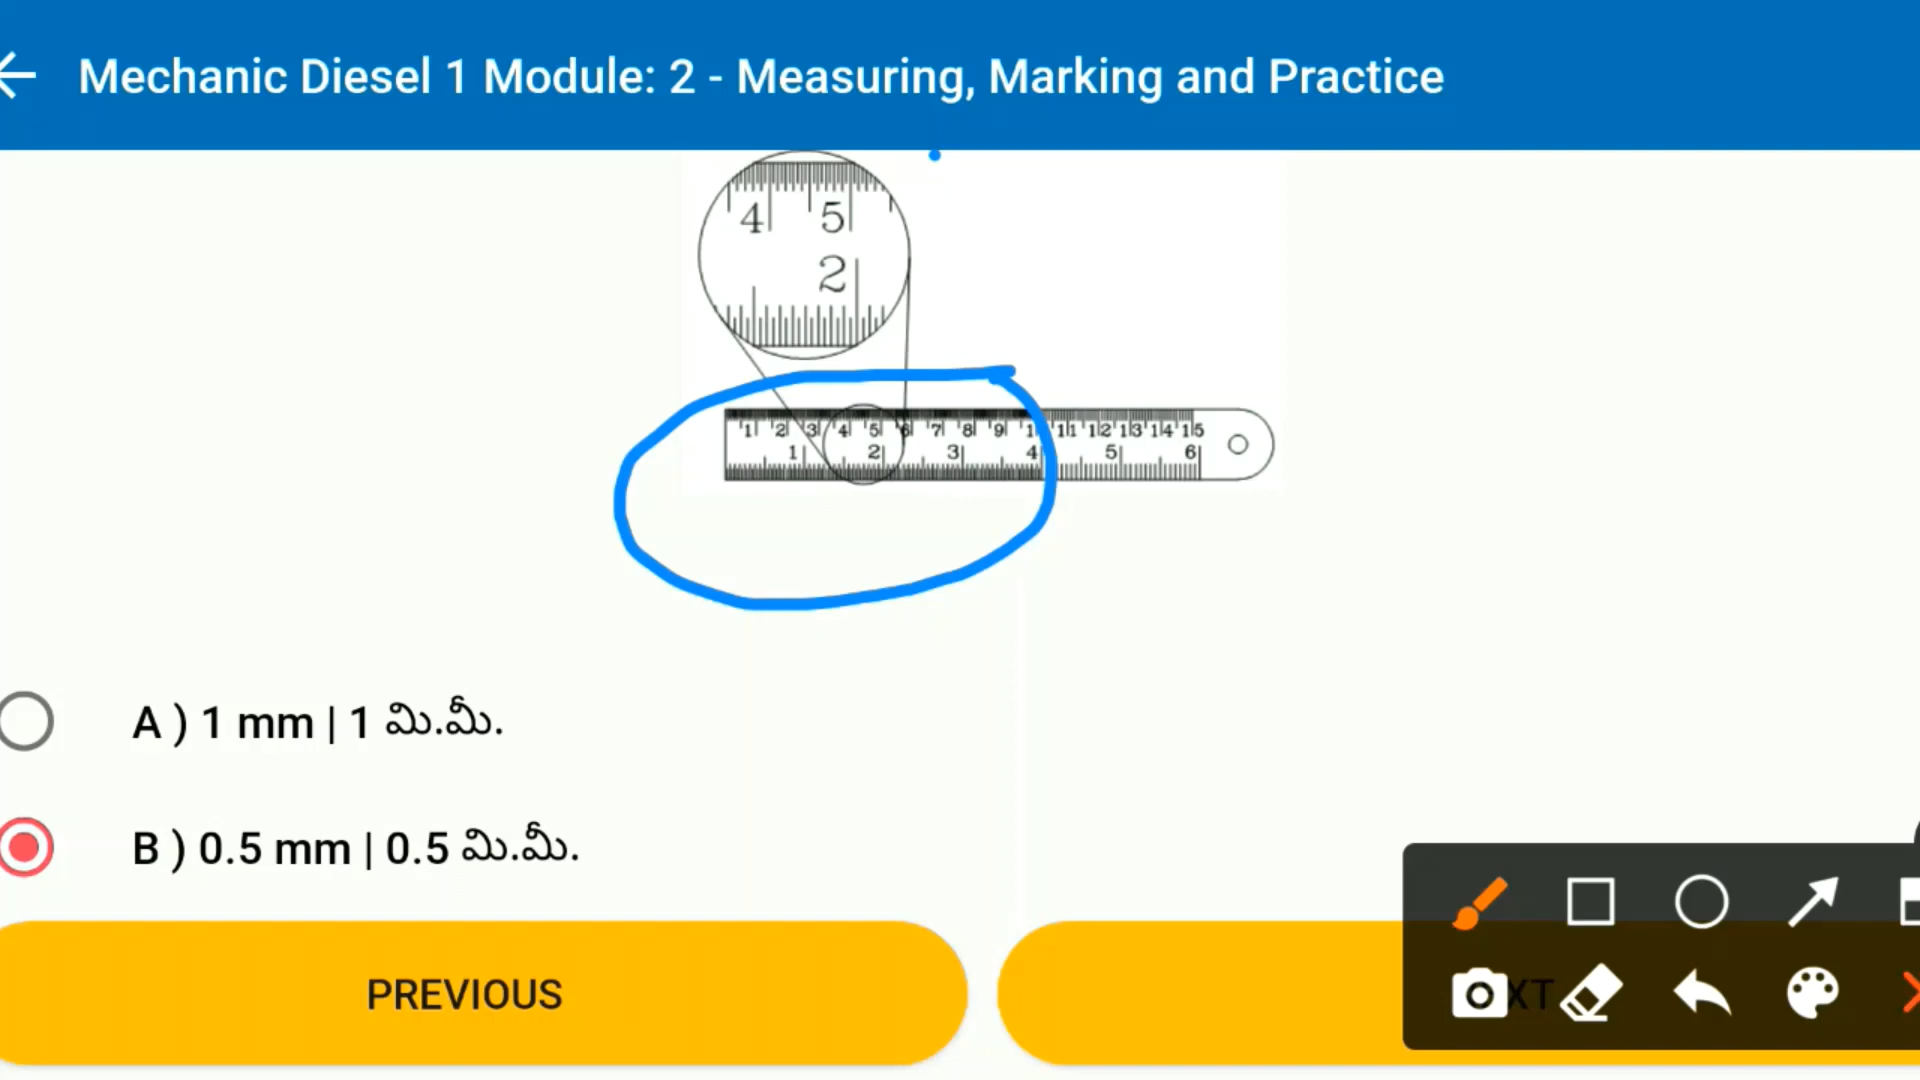 Mechanic Diesel 1 Module: 2 - Measuring, Marking and Practice
4 5
2
1 2 3 4 5 6 7 8 9 1 11 12 13 14 15
1 2 3 4 5 6
A ) 1 mm | 1 మి.మీ.
B ) 0.5 mm | 0.5 మి.మీ.
PREVIOUS
XT